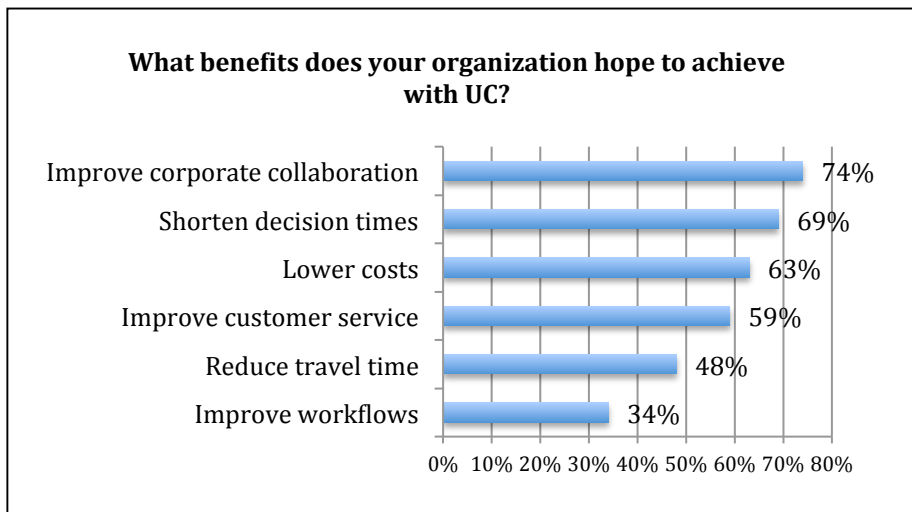 What benefits does your organization hope to achieve
with UC?
Improve corporate collaboration 74%
Shorten decision times 69%
Lower costs 63%
Improve customer service 59%
Reduce travel time 48%
Improve workflows 34%
0% 10% 20% 30% 40% 50% 60% 70% 80%